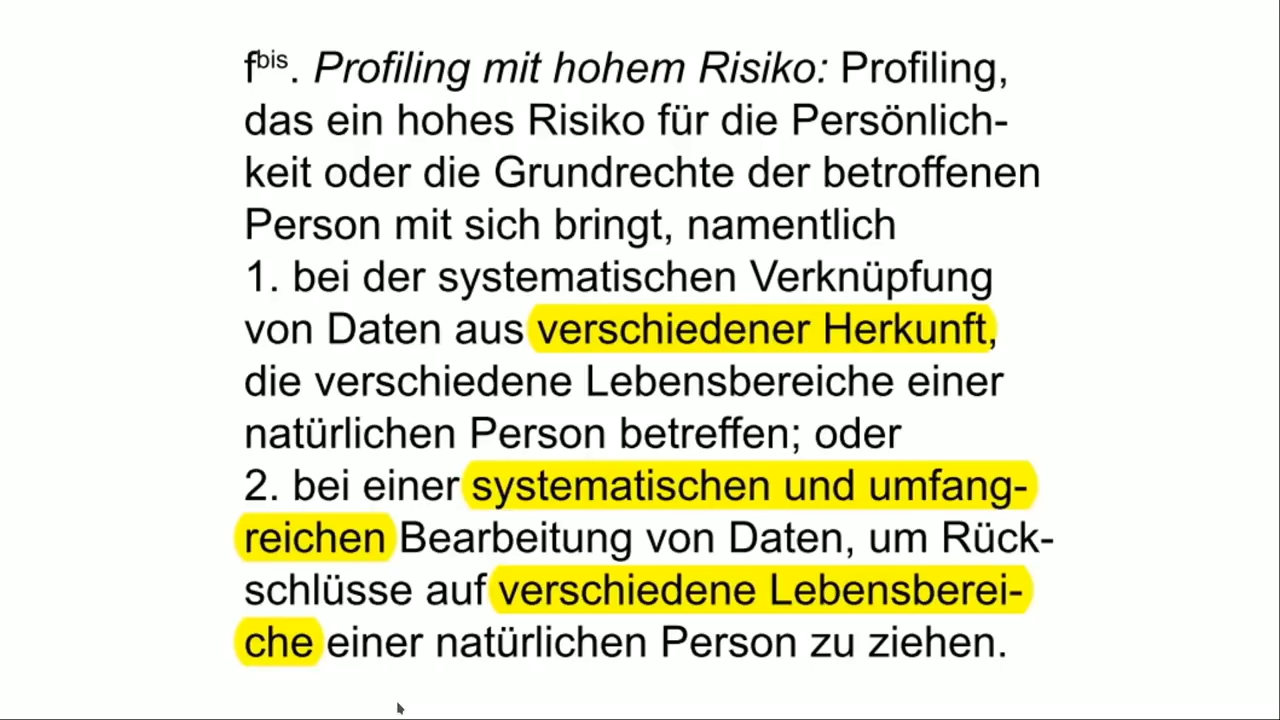 fbis. Profiling mit hohem Risiko: Profiling,
das ein hohes Risiko für die Persönlich-
keit oder die Grundrechte der betroffenen
Person mit sich bringt, namentlich
1. bei der systematischen Verknüpfung
von Daten aus verschiedener Herkunft,
die verschiedene Lebensbereiche einer
natürlichen Person betreffen; oder
2. bei einer systematischen und umfang-
reichen Bearbeitung von Daten, um Rück-
schlüsse auf verschiedene Lebensberei-
che einer natürlichen Person zu ziehen.